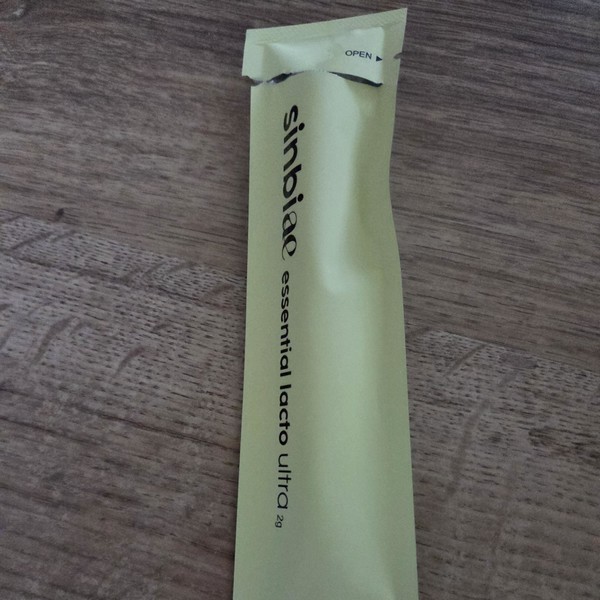 OPEN ▶
sinbiae essential lacto ultra 2g